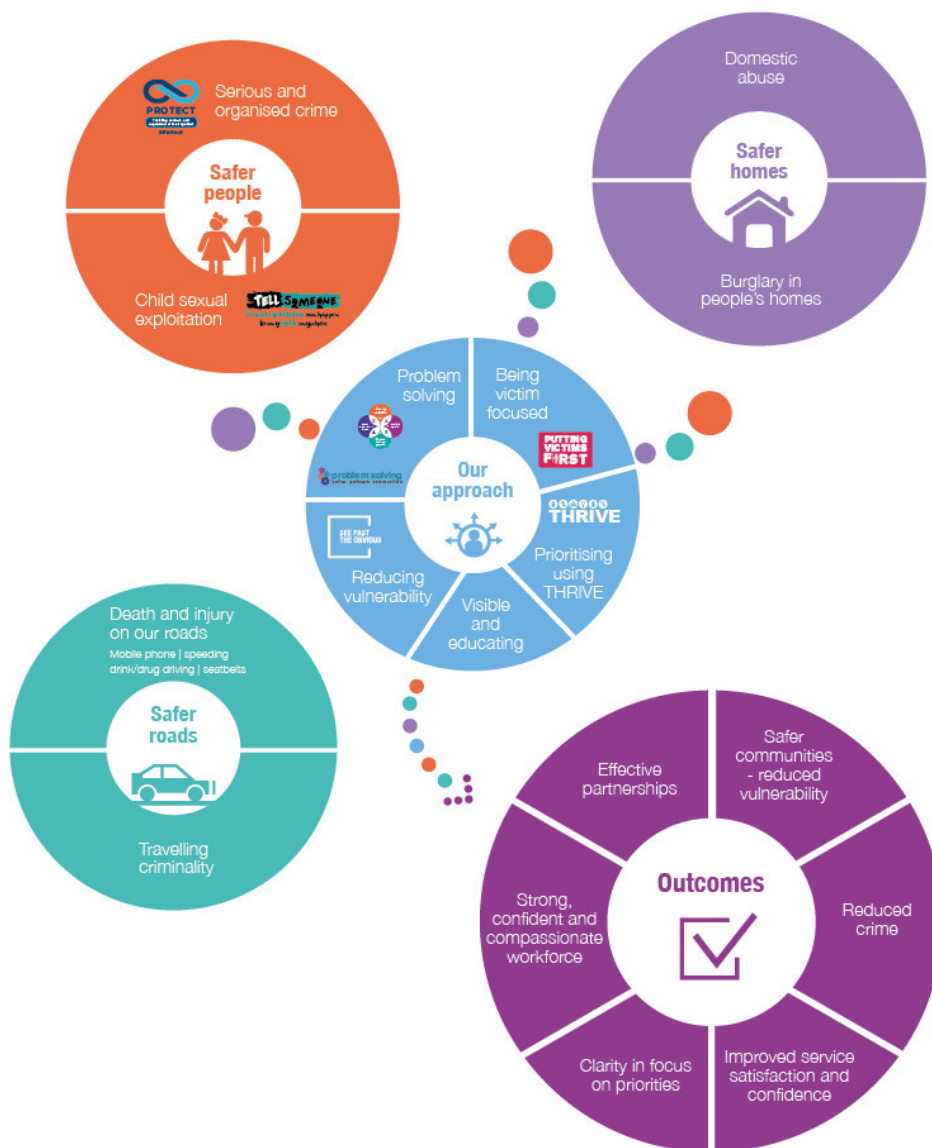 Serious and
organised crime
PROTECT
Safer
people
Child sexual
exploitation
TELL SOMEONE
Domestic
abuse
Safer
homes
Burglary in
people's homes
Problem
solving
problem solving
Being
victim
focused
PUTTING
VICTIMS
FIRST
Our
approach
THRIVE
Prioritising
using
THRIVE
SEE PAST
THE OBVIOUS
Reducing
vulnerability
Visible
and
educating
Death and injury
on our roads
Mobile phone | speeding
drink/drug driving | seatbelts
Safer
roads
Travelling
criminality
Effective
partnerships
Safer
communities
- reduced
vulnerability
Strong,
confident and
compassionate
workforce
Outcomes
Reduced
crime
Clarity in focus
on priorities
Improved service
satisfaction and
confidence